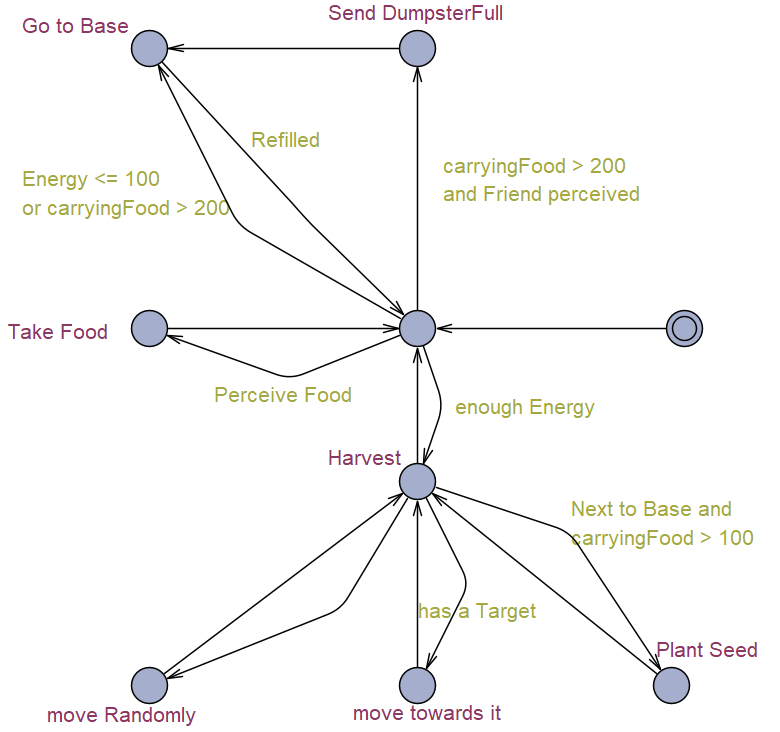 Send DumpsterFull
Go to Base
Refilled
Energy <= 100
or carryingFood > 200
carryingFood > 200
and Friend perceived
Take Food
Perceive Food
enough Energy
Harvest
Next to Base and
carryingFood > 100
has a Target
Plant Seed
move Randomly
move towards it